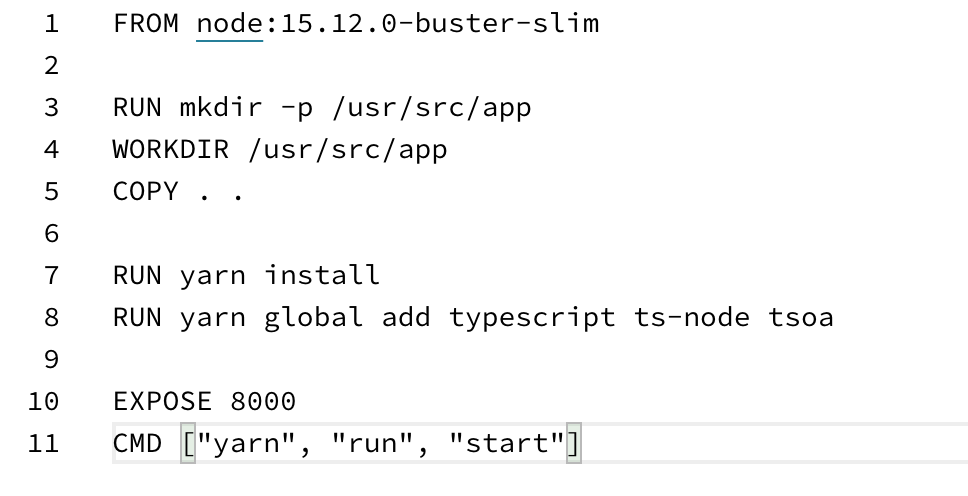 1 FROM node:15.12.0-buster-slim
2
3 RUN mkdir -p /usr/src/app
4 WORKDIR /usr/src/app
5 COPY . .
6
7 RUN yarn install
8 RUN yarn global add typescript ts-node tsoa
9
10 EXPOSE 8000
11 CMD ["yarn", "run", "start"]